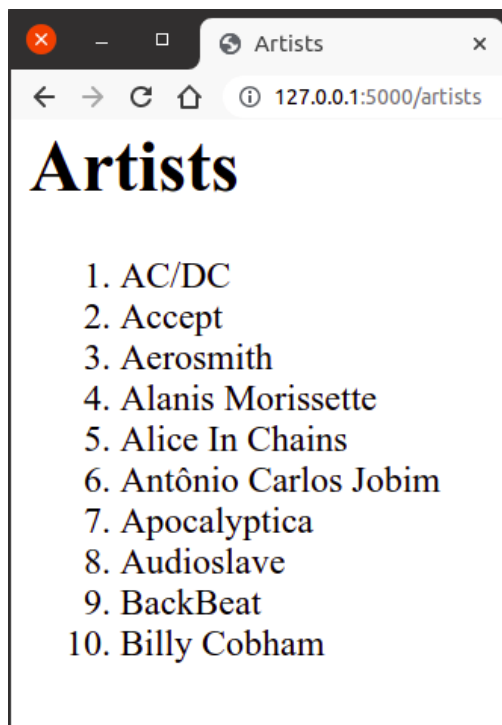 Artists
127.0.0.1:5000/artists
Artists
1. AC/DC
2. Accept
3. Aerosmith
4. Alanis Morissette
5. Alice In Chains
6. Antônio Carlos Jobim
7. Apocalyptica
8. Audioslave
9. BackBeat
10. Billy Cobham